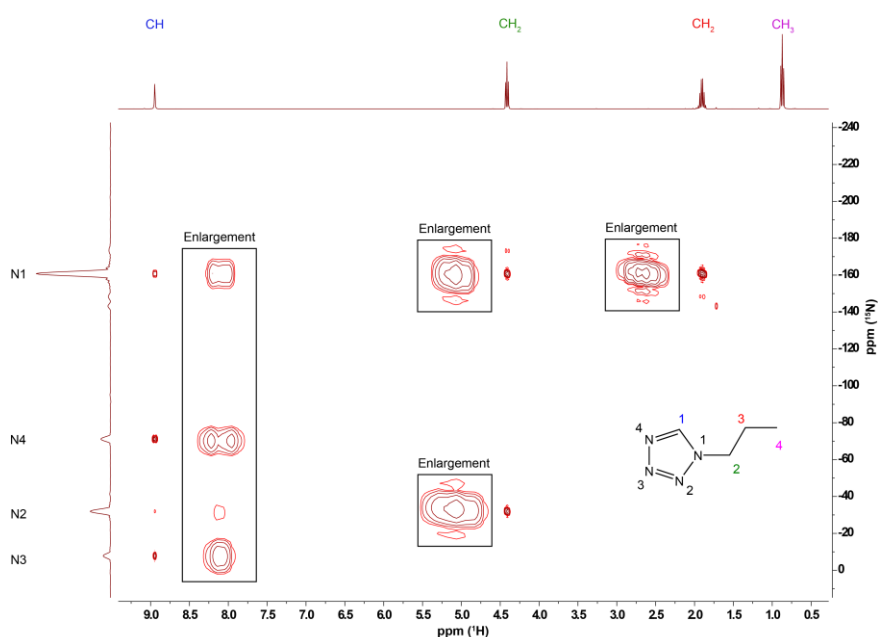 CH CH₂ CH₂ CH₃
-240
-220
-200
Enlargement Enlargement Enlargement
-180
N1 -160
-140
-120
-100
N4 -80
-60
Enlargement
-40
N2
-20
N3 0
1 3
4 N 1 N 4
N N 2
3 2
9.0 8.5 8.0 7.5 7.0 6.5 6.0 5.5 5.0 4.5 4.0 3.5 3.0 2.5 2.0 1.5 1.0 0.5
ppm (¹H)
ppm (¹⁵N)